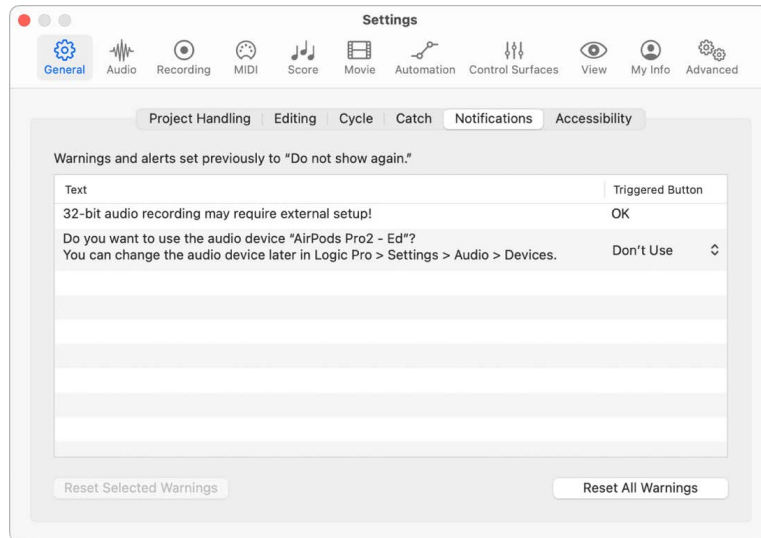 Settings
General Audio Recording MIDI Score Movie Automation Control Surfaces View My Info Advanced
Project Handling Editing Cycle Catch Notifications Accessibility
Warnings and alerts set previously to “Do not show again.”
Text Triggered Button
32-bit audio recording may require external setup! OK
Do you want to use the audio device “AirPods Pro2 - Ed”?
You can change the audio device later in Logic Pro > Settings > Audio > Devices. Don’t Use
Reset Selected Warnings Reset All Warnings